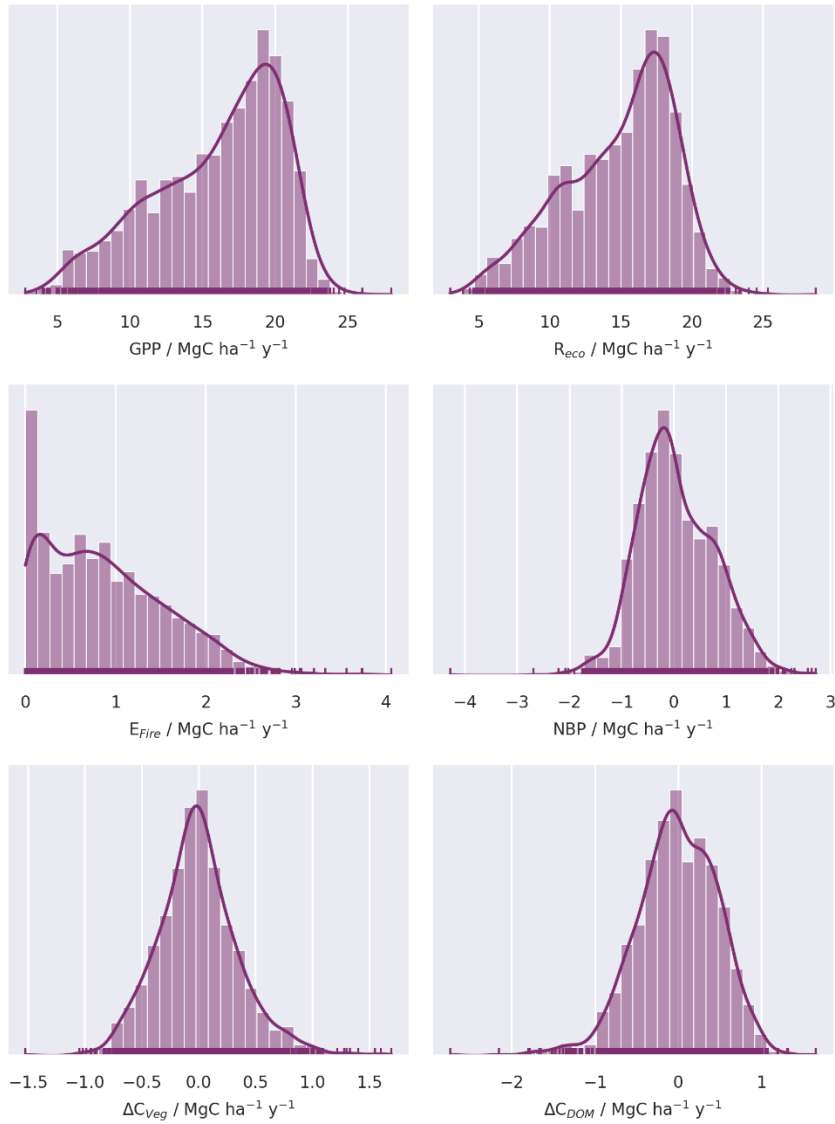 5 10 15 20 25
GPP / MgC ha⁻¹ y⁻¹
5 10 15 20 25
R_eco / MgC ha⁻¹ y⁻¹
0 1 2 3 4
E_Fire / MgC ha⁻¹ y⁻¹
−4 −3 −2 −1 0 1 2 3
NBP / MgC ha⁻¹ y⁻¹
−1.5 −1.0 −0.5 0.0 0.5 1.0 1.5
ΔC_Veg / MgC ha⁻¹ y⁻¹
−2 −1 0 1
ΔC_DOM / MgC ha⁻¹ y⁻¹